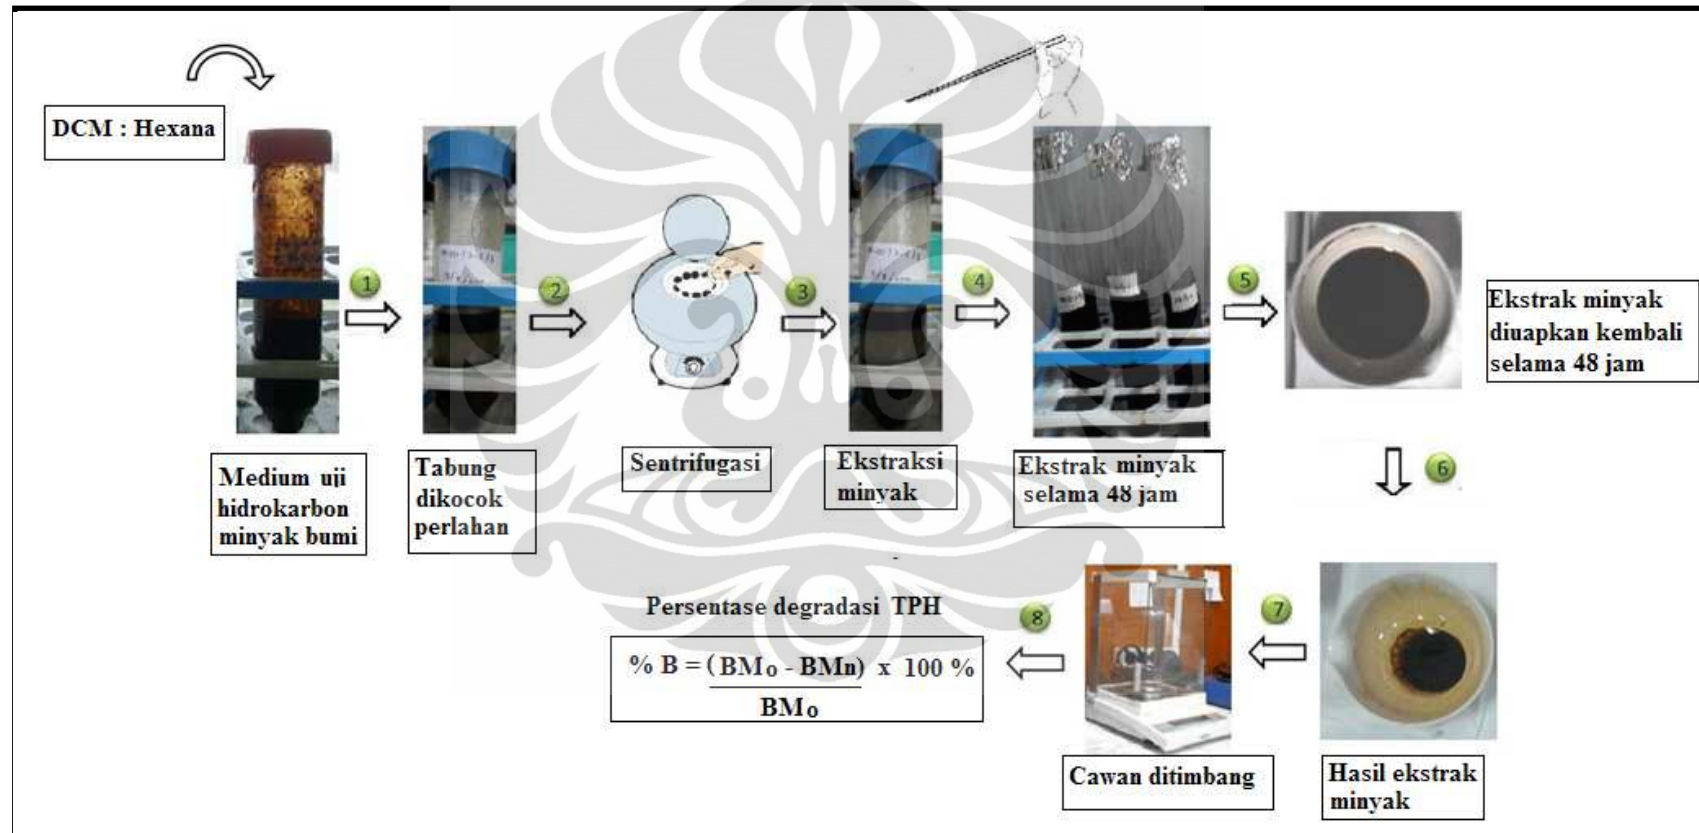 DCM : Hexana
1
2
3
4
5
Medium uji
hidrokarbon
minyak bumi
Tabung
dikocok
perlahan
Sentrifugasi
Ekstraksi
minyak
Ekstrak minyak
selama 48 jam
Ekstrak minyak
diuapkan kembali
selama 48 jam
6
Hasil ekstrak
minyak
7
Cawan ditimbang
8
Persentase degradasi TPH
% B = (BMo - BMn) x 100 %
BMo